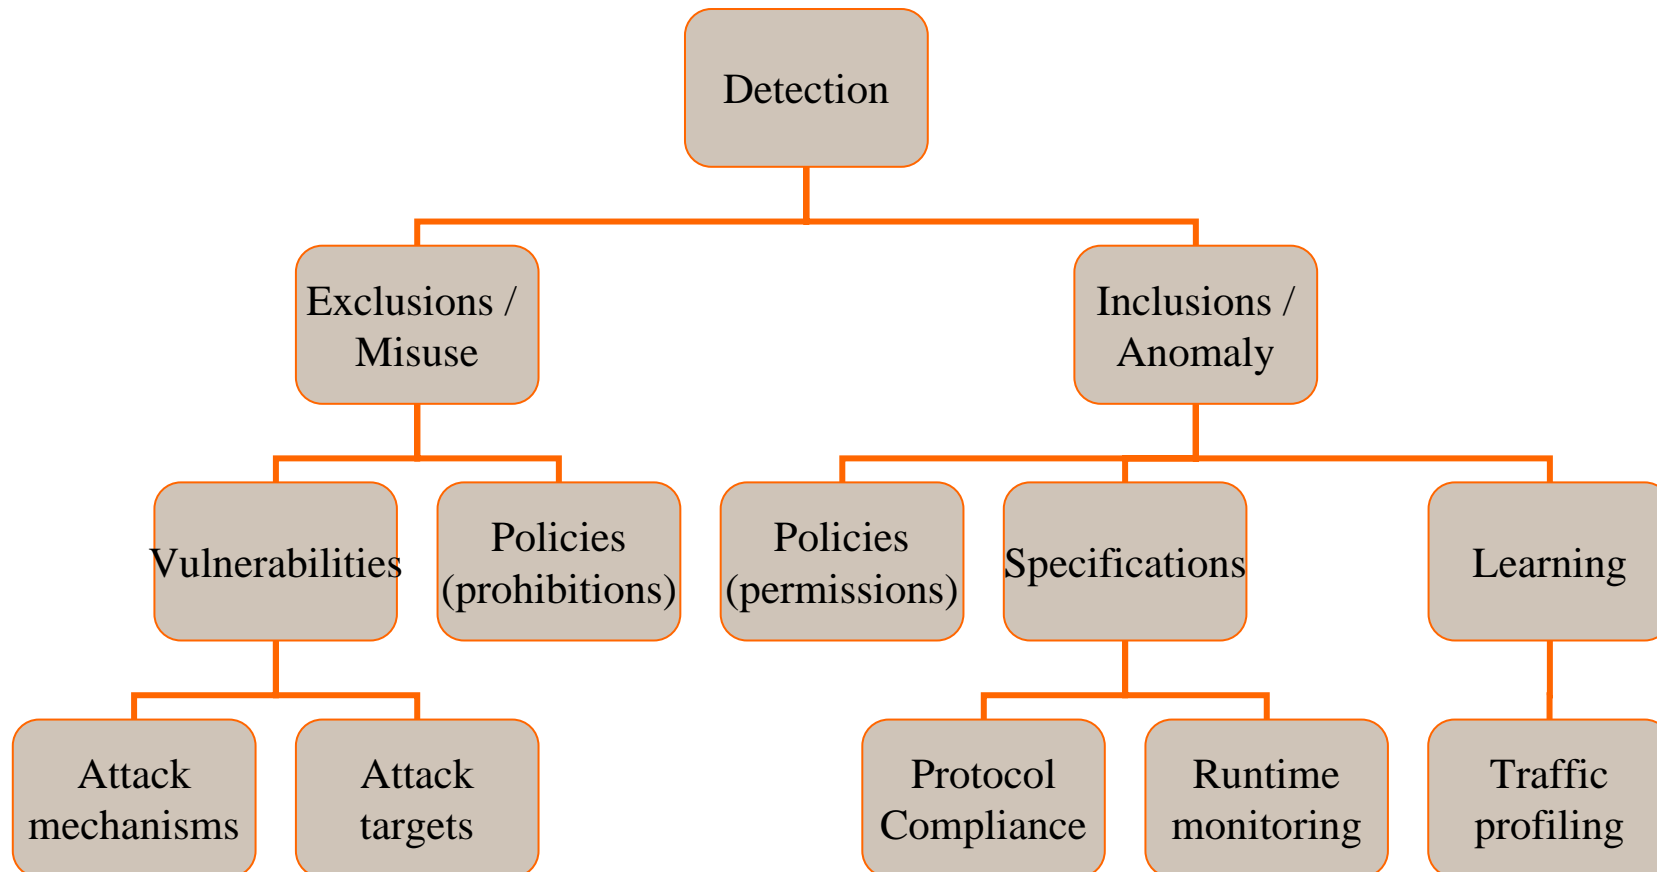 Detection
Exclusions /
Misuse
Inclusions /
Anomaly
Vulnerabilities
Policies
(prohibitions)
Policies
(permissions)
Specifications
Learning
Attack
mechanisms
Attack
targets
Protocol
Compliance
Runtime
monitoring
Traffic
profiling